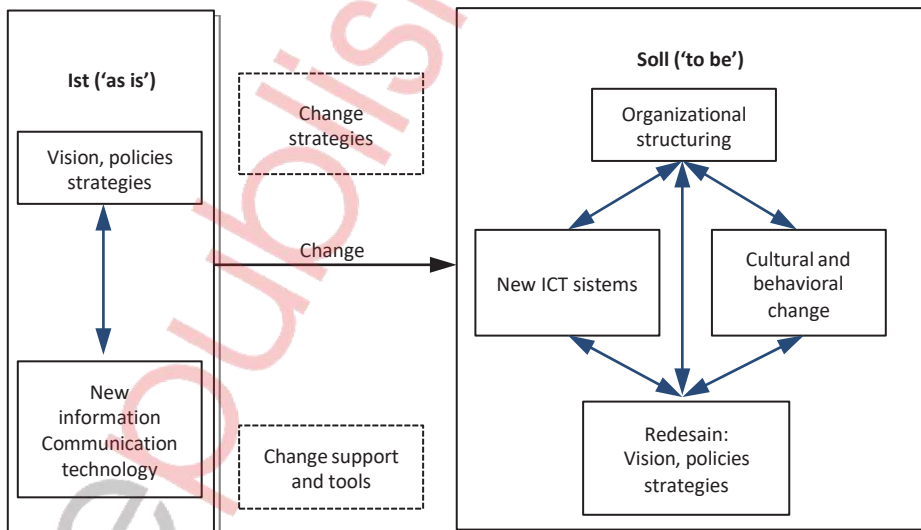 Ist (‘as is’)
Vision, policies
strategies
New
information
Communication
technology
Change
strategies
Change
Change support
and tools
Soll (‘to be’)
Organizational
structuring
New ICT sistems
Cultural and
behavioral
change
Redesain:
Vision, policies
strategies
epublis